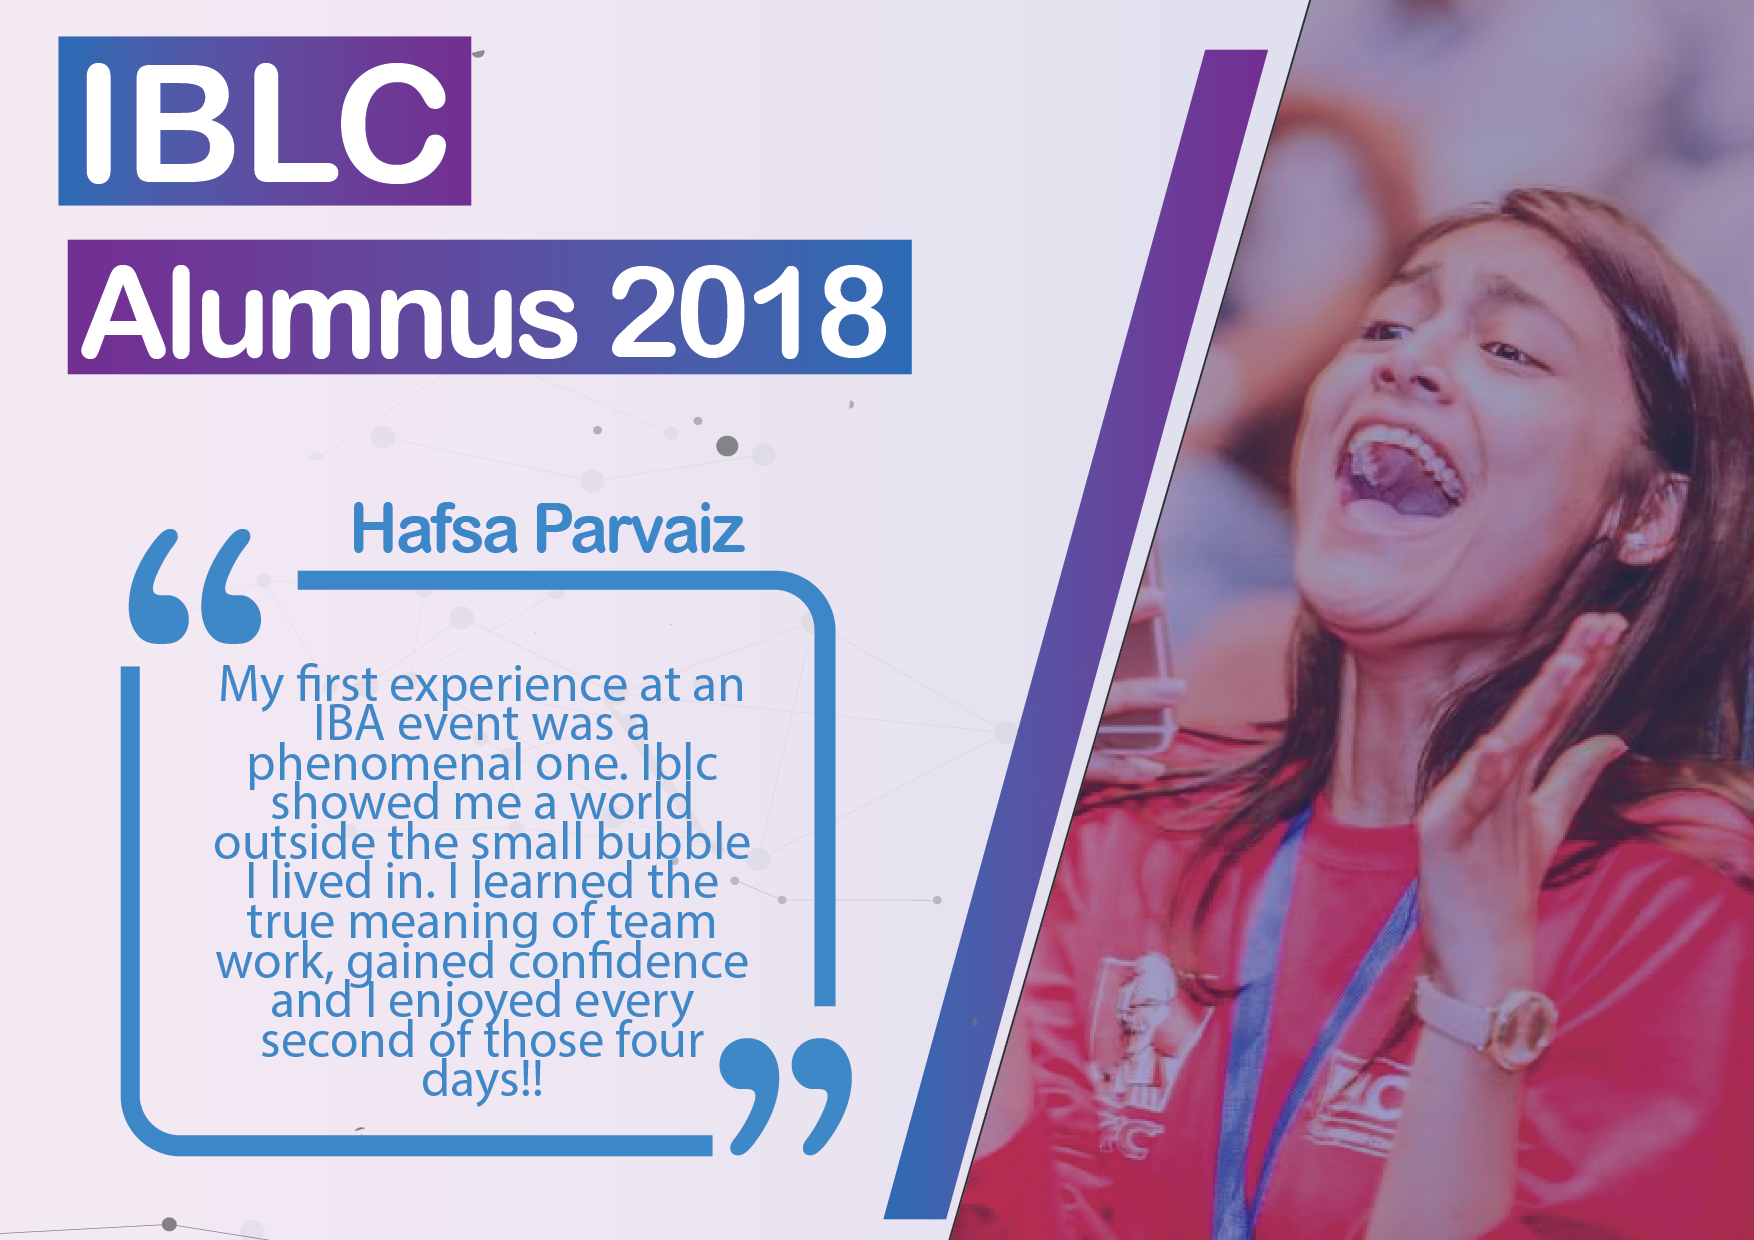 IBLC
Alumnus 2018
Hafsa Parvaiz
“
My first experience at an
IBA event was a
phenomenal one. Iblc
showed me a world
outside the small bubble
I lived in. I learned the
true meaning of team
work, gained confidence
and I enjoyed every
second of those four
days!!
”